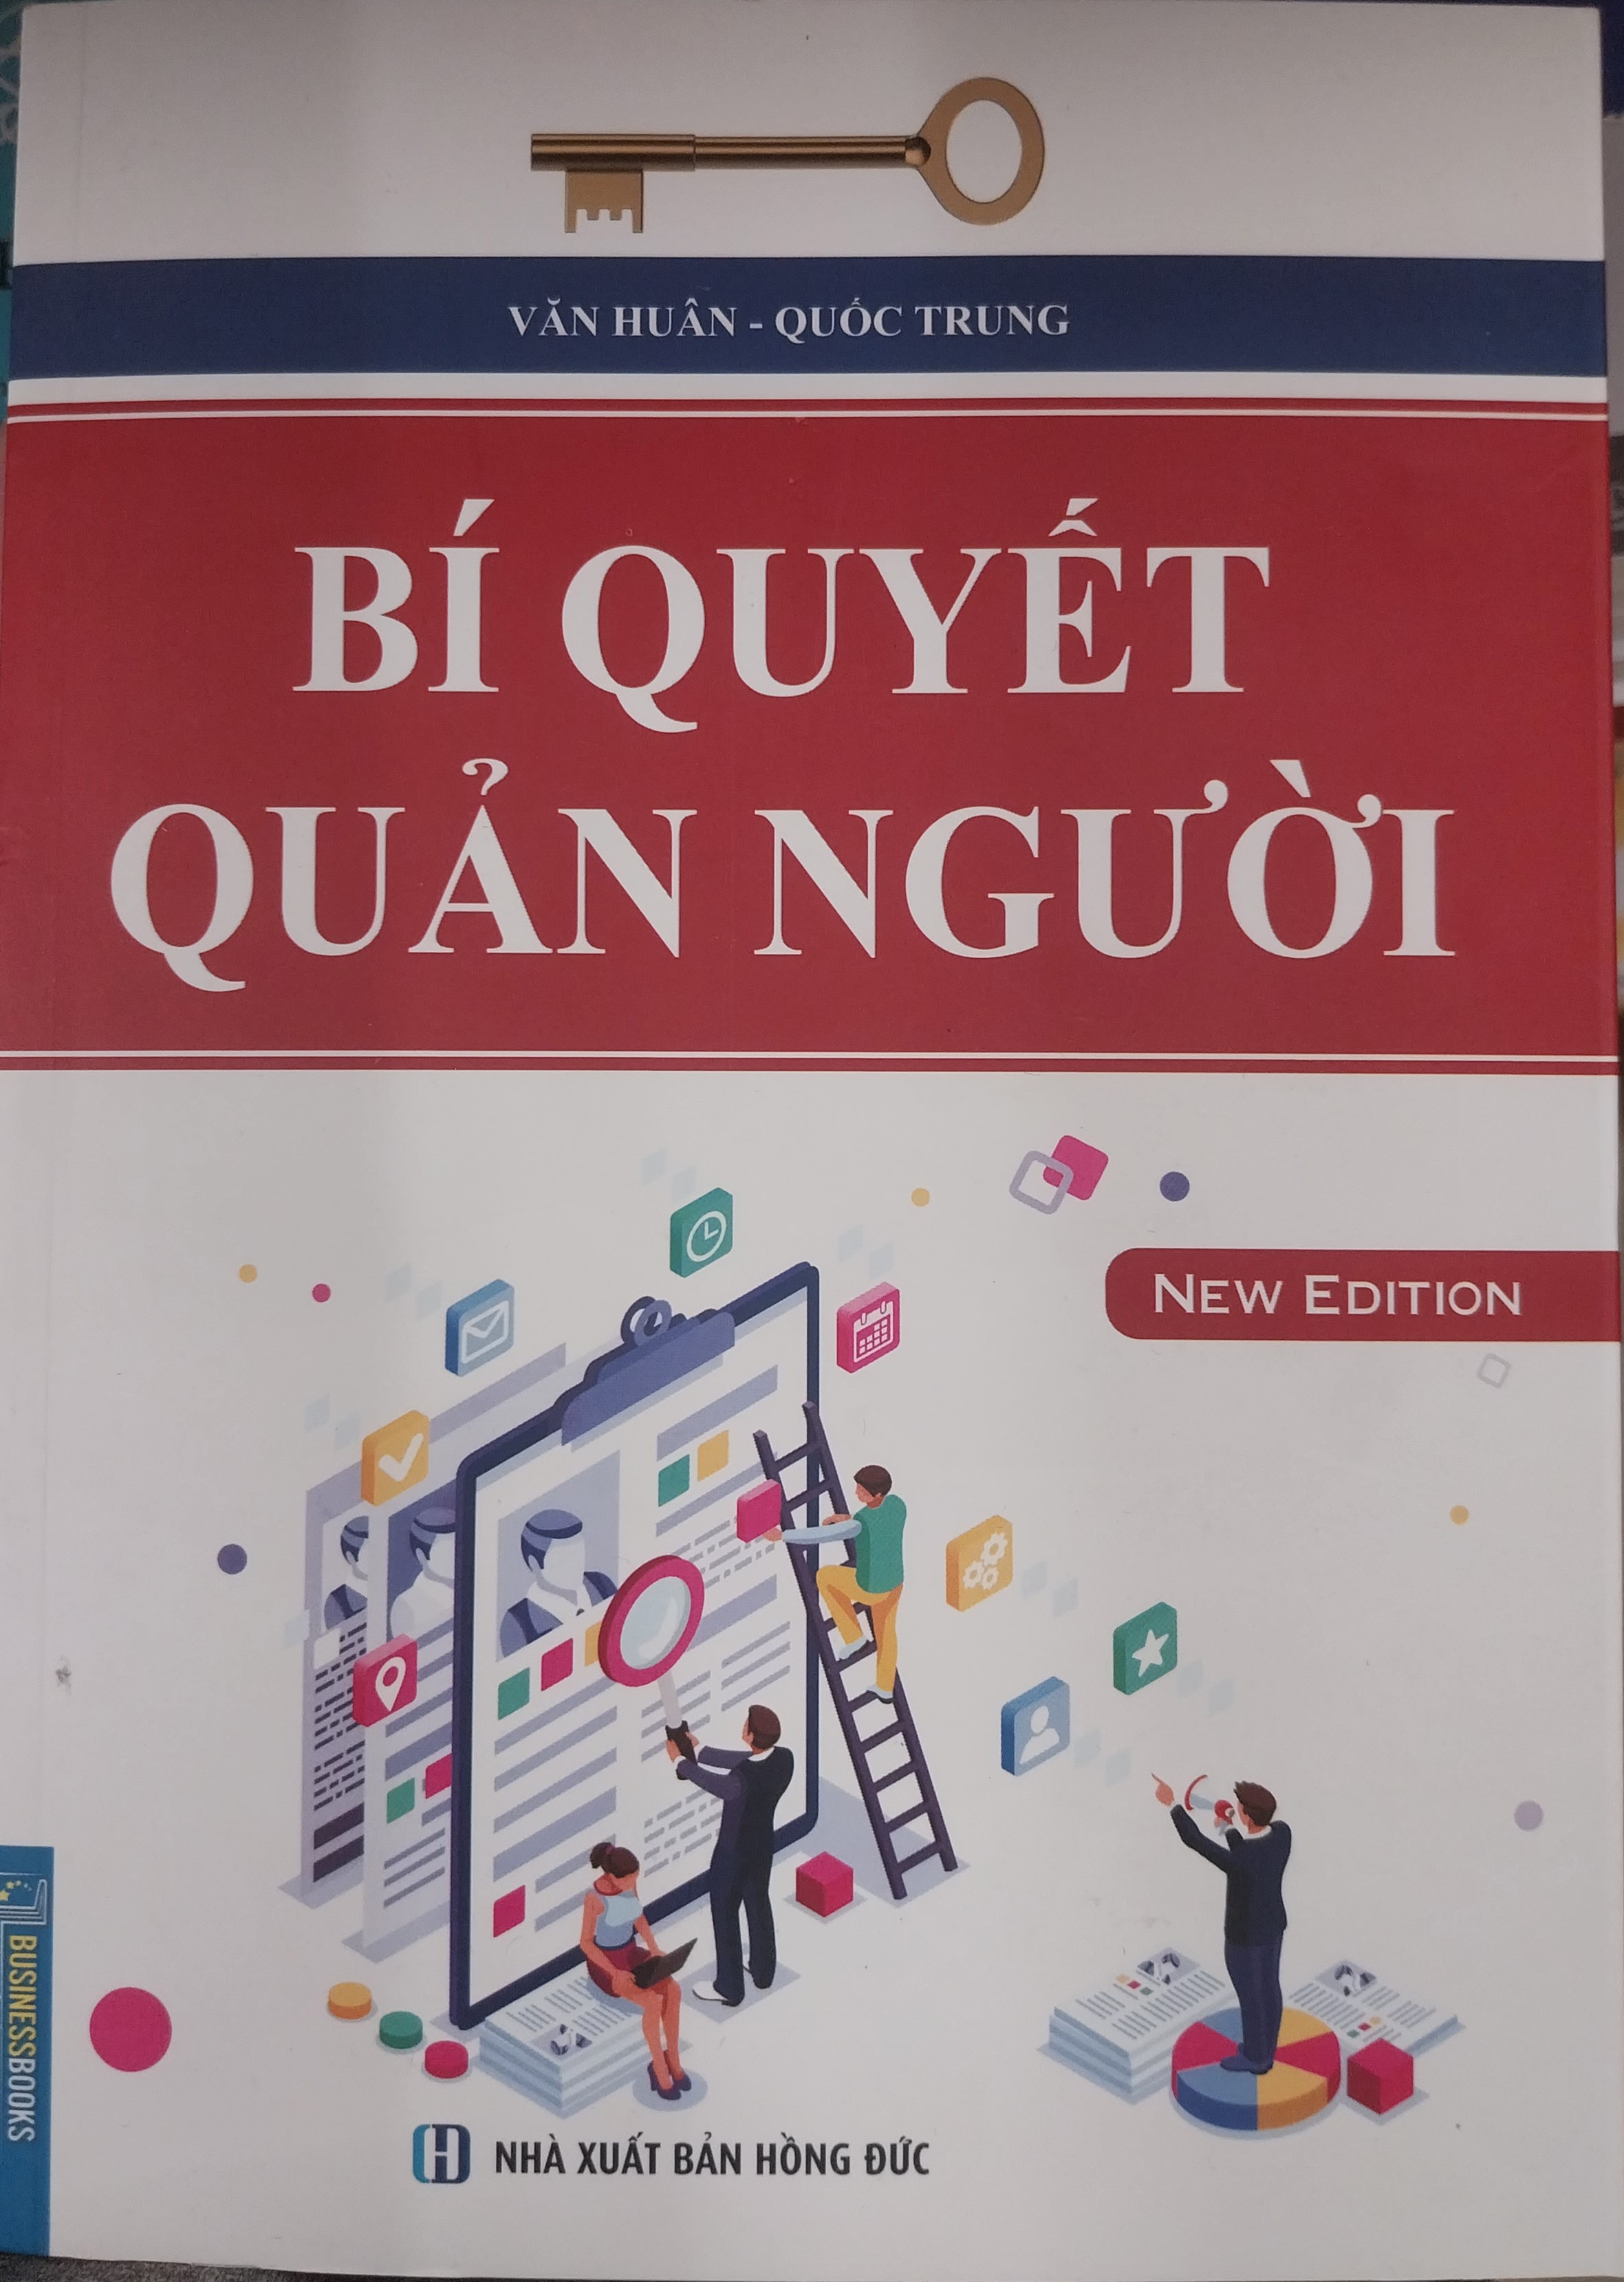 VĂN HUÂN - QUỐC TRUNG
BÍ QUYẾT
QUẢN NGƯỜI
NEW EDITION
BUSINESSBOOKS
NHÀ XUẤT BẢN HỒNG ĐỨC